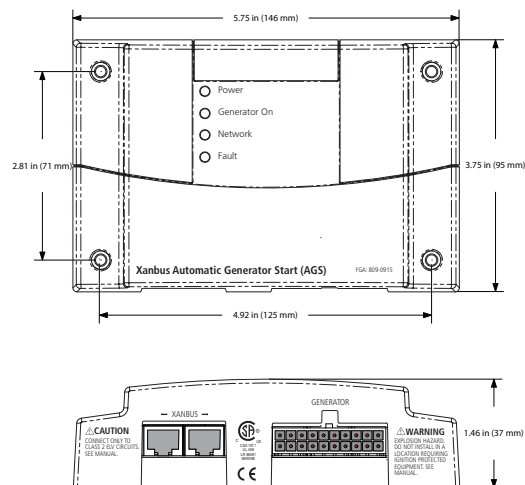 5.75 in (146 mm)
Power
Generator On
Network
Fault
2.81 in (71 mm)
3.75 in (95 mm)
Xanbus Automatic Generator Start (AGS)
FGA: 809-0915
4.92 in (125 mm)
XANBUS
GENERATOR
⚠CAUTION
CONNECT ONLY TO
CLASS 2 ELV CIRCUITS.
SEE MANUAL.
⚠WARNING
EXPLOSION HAZARD.
DO NOT INSTALL IN A
LOCATION REQUIRING
IGNITION PROTECTED
EQUIPMENT. SEE
MANUAL.
1.46 in (37 mm)